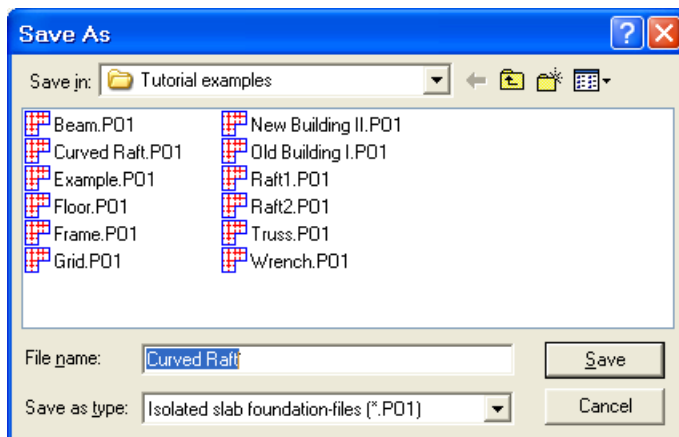 Save As
Save in: Tutorial examples
Beam.PO1 New Building II.PO1
Curved Raft.PO1 Old Building I.PO1
Example.PO1 Raft1.PO1
Floor.PO1 Raft2.PO1
Frame.PO1 Truss.PO1
Grid.PO1 Wrench.PO1
File name: Curved Raft Save
Save as type: Isolated slab foundation-files (*.PO1) Cancel